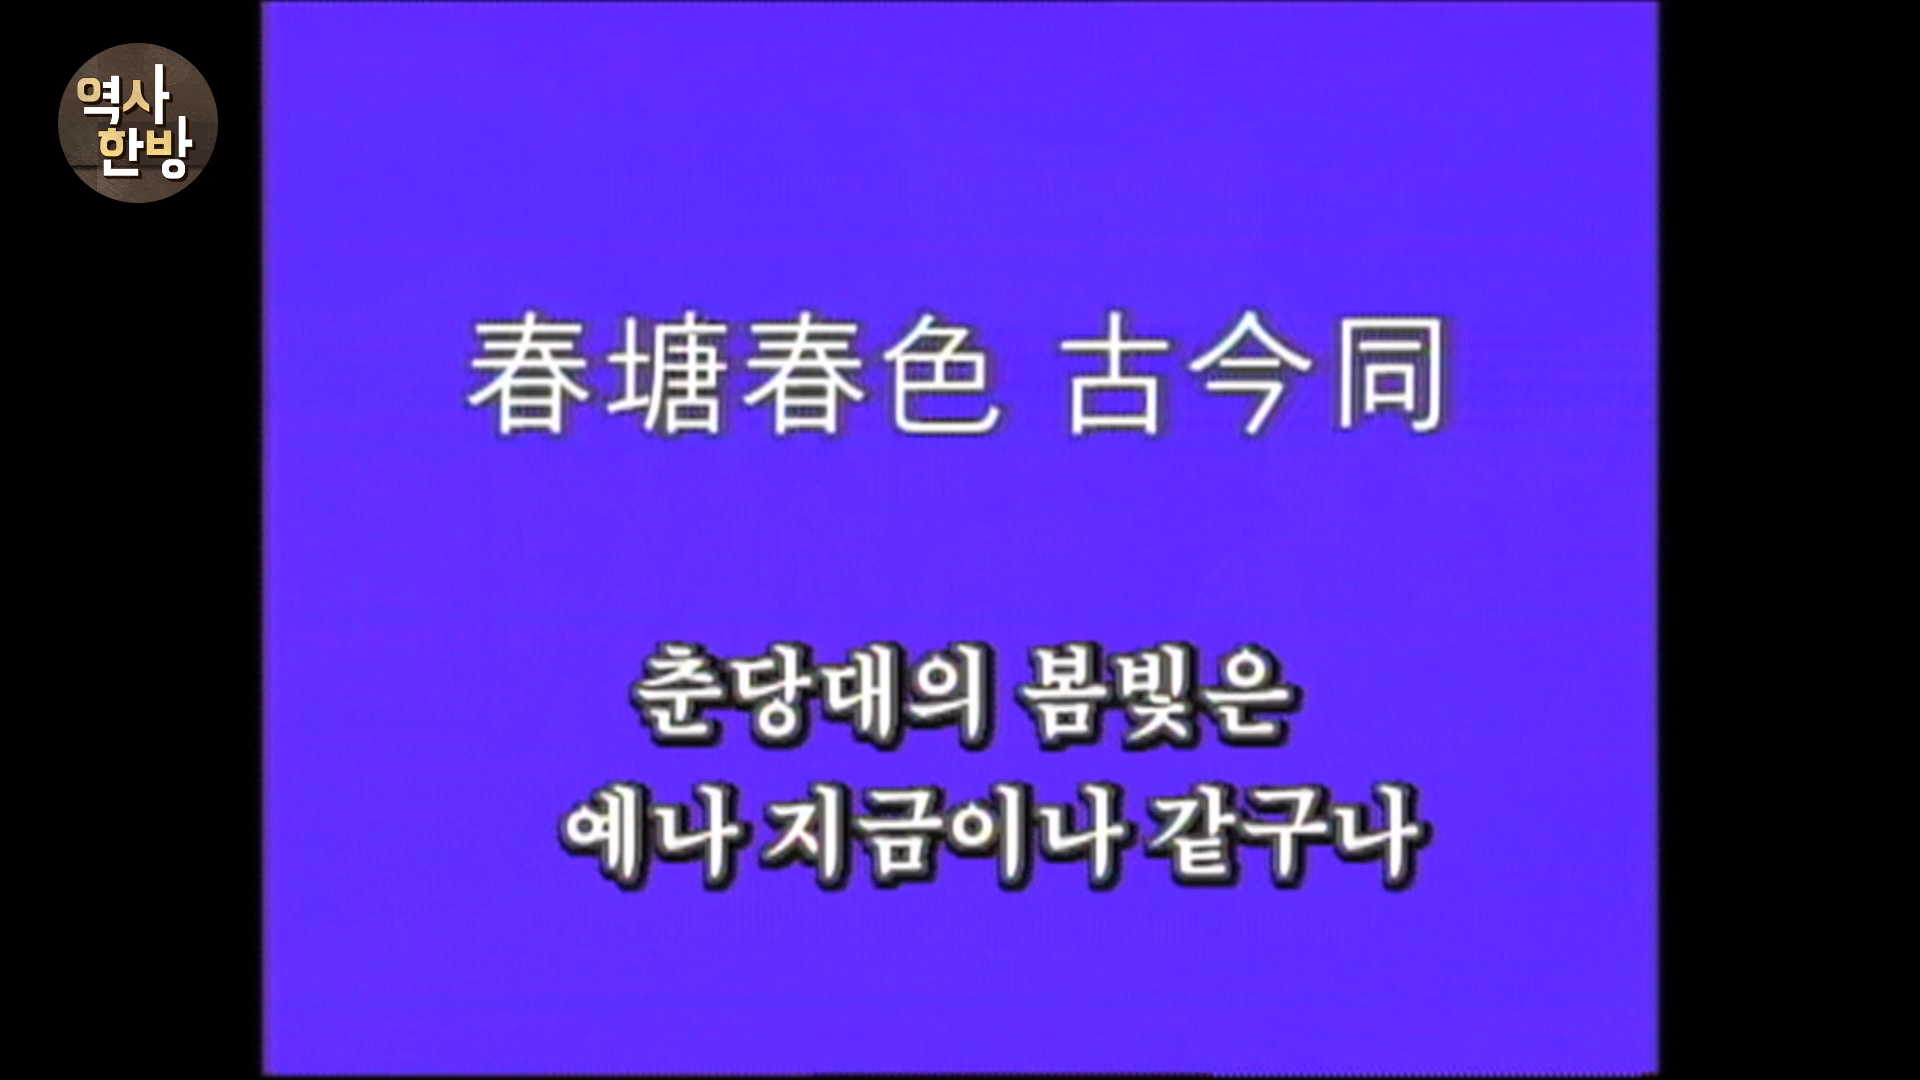 역사
한방
春塘春色 古今同
춘당대의 봄빛은
예나 지금이나 같구나